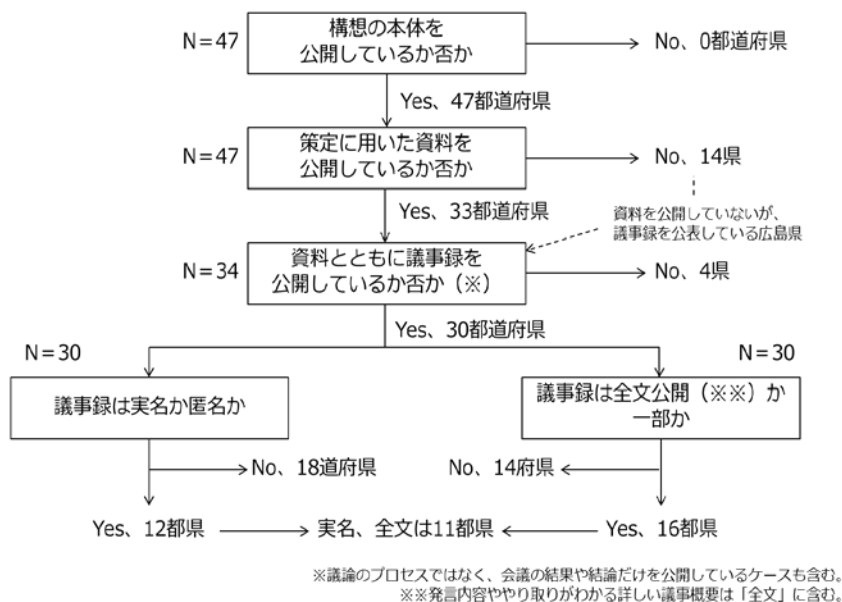 構想の本体を
公開しているか否か
N＝47
No、0都道府県
Yes、47都道府県
策定に用いた資料を
公開しているか否か
N＝47
No、14県
Yes、33都道府県
資料を公開していないが、
議事録を公表している広島県
資料とともに議事録を
公開しているか否か（※）
N＝34
No、4県
Yes、30都道府県
N＝30
N＝30
議事録は実名か匿名か
議事録は全文公開（※※）か
一部か
No、18道府県
No、14府県
Yes、12都県
実名、全文は11都県
Yes、16都県
※議論のプロセスではなく、会議の結果や結論だけを公開しているケースも含む。
※※発言内容ややり取りがわかる詳しい議事概要は「全文」に含む。